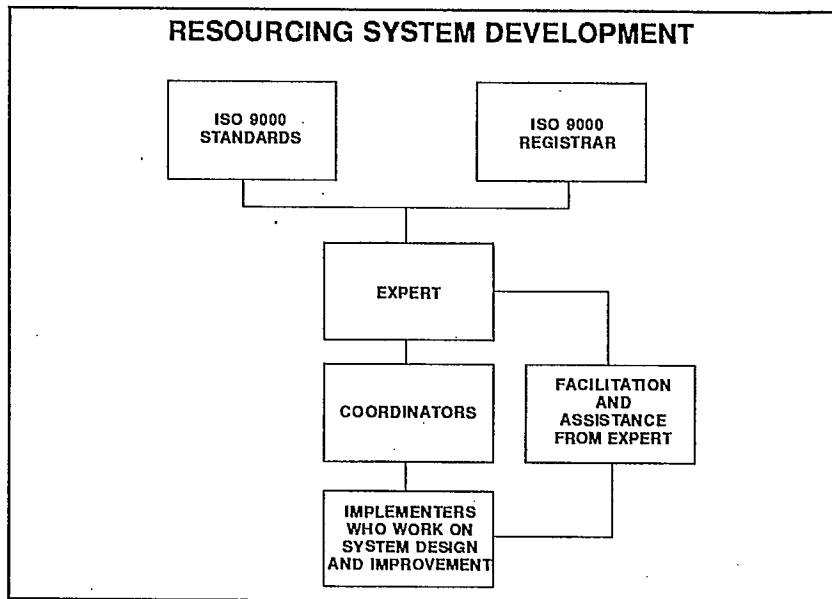 RESOURCING SYSTEM DEVELOPMENT
ISO 9000
STANDARDS
ISO 9000
REGISTRAR
EXPERT
COORDINATORS
FACILITATION
AND
ASSISTANCE
FROM EXPERT
IMPLEMENTERS
WHO WORK ON
SYSTEM DESIGN
AND IMPROVEMENT